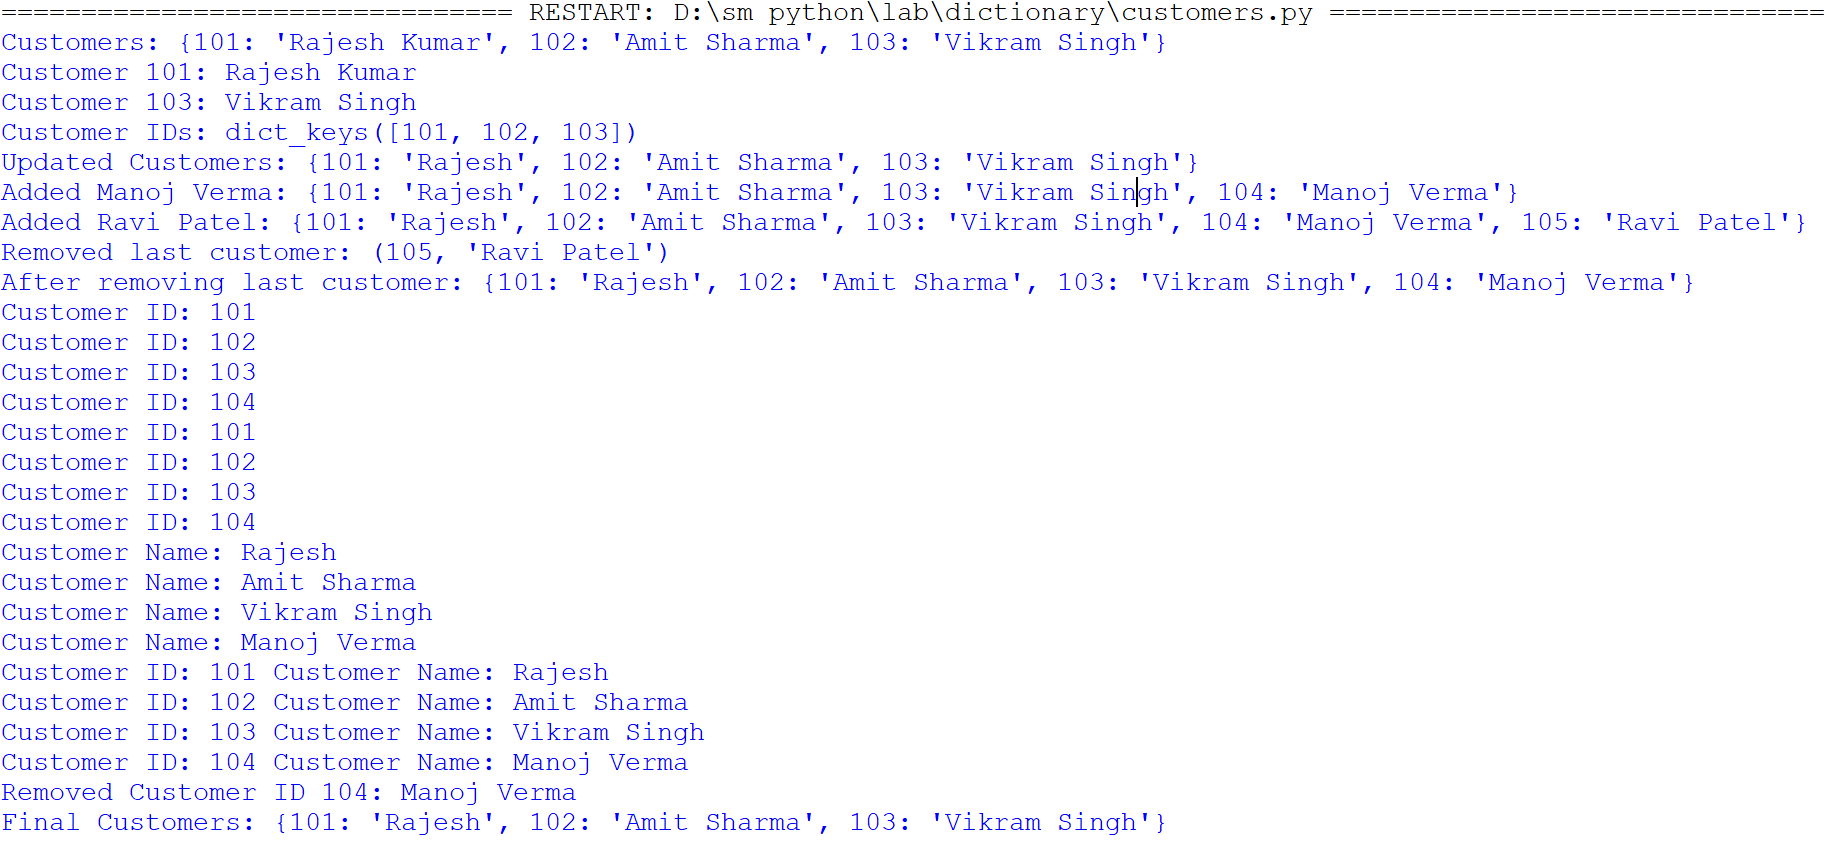 ================================ RESTART: D:\sm python\lab\dictionary\customers.py ===============================
Customers: {101: 'Rajesh Kumar', 102: 'Amit Sharma', 103: 'Vikram Singh'}
Customer 101: Rajesh Kumar
Customer 103: Vikram Singh
Customer IDs: dict_keys([101, 102, 103])
Updated Customers: {101: 'Rajesh', 102: 'Amit Sharma', 103: 'Vikram Singh'}
Added Manoj Verma: {101: 'Rajesh', 102: 'Amit Sharma', 103: 'Vikram Singh', 104: 'Manoj Verma'}
Added Ravi Patel: {101: 'Rajesh', 102: 'Amit Sharma', 103: 'Vikram Singh', 104: 'Manoj Verma', 105: 'Ravi Patel'}
Removed last customer: (105, 'Ravi Patel')
After removing last customer: {101: 'Rajesh', 102: 'Amit Sharma', 103: 'Vikram Singh', 104: 'Manoj Verma'}
Customer ID: 101
Customer ID: 102
Customer ID: 103
Customer ID: 104
Customer ID: 101
Customer ID: 102
Customer ID: 103
Customer ID: 104
Customer Name: Rajesh
Customer Name: Amit Sharma
Customer Name: Vikram Singh
Customer Name: Manoj Verma
Customer ID: 101 Customer Name: Rajesh
Customer ID: 102 Customer Name: Amit Sharma
Customer ID: 103 Customer Name: Vikram Singh
Customer ID: 104 Customer Name: Manoj Verma
Removed Customer ID 104: Manoj Verma
Final Customers: {101: 'Rajesh', 102: 'Amit Sharma', 103: 'Vikram Singh'}